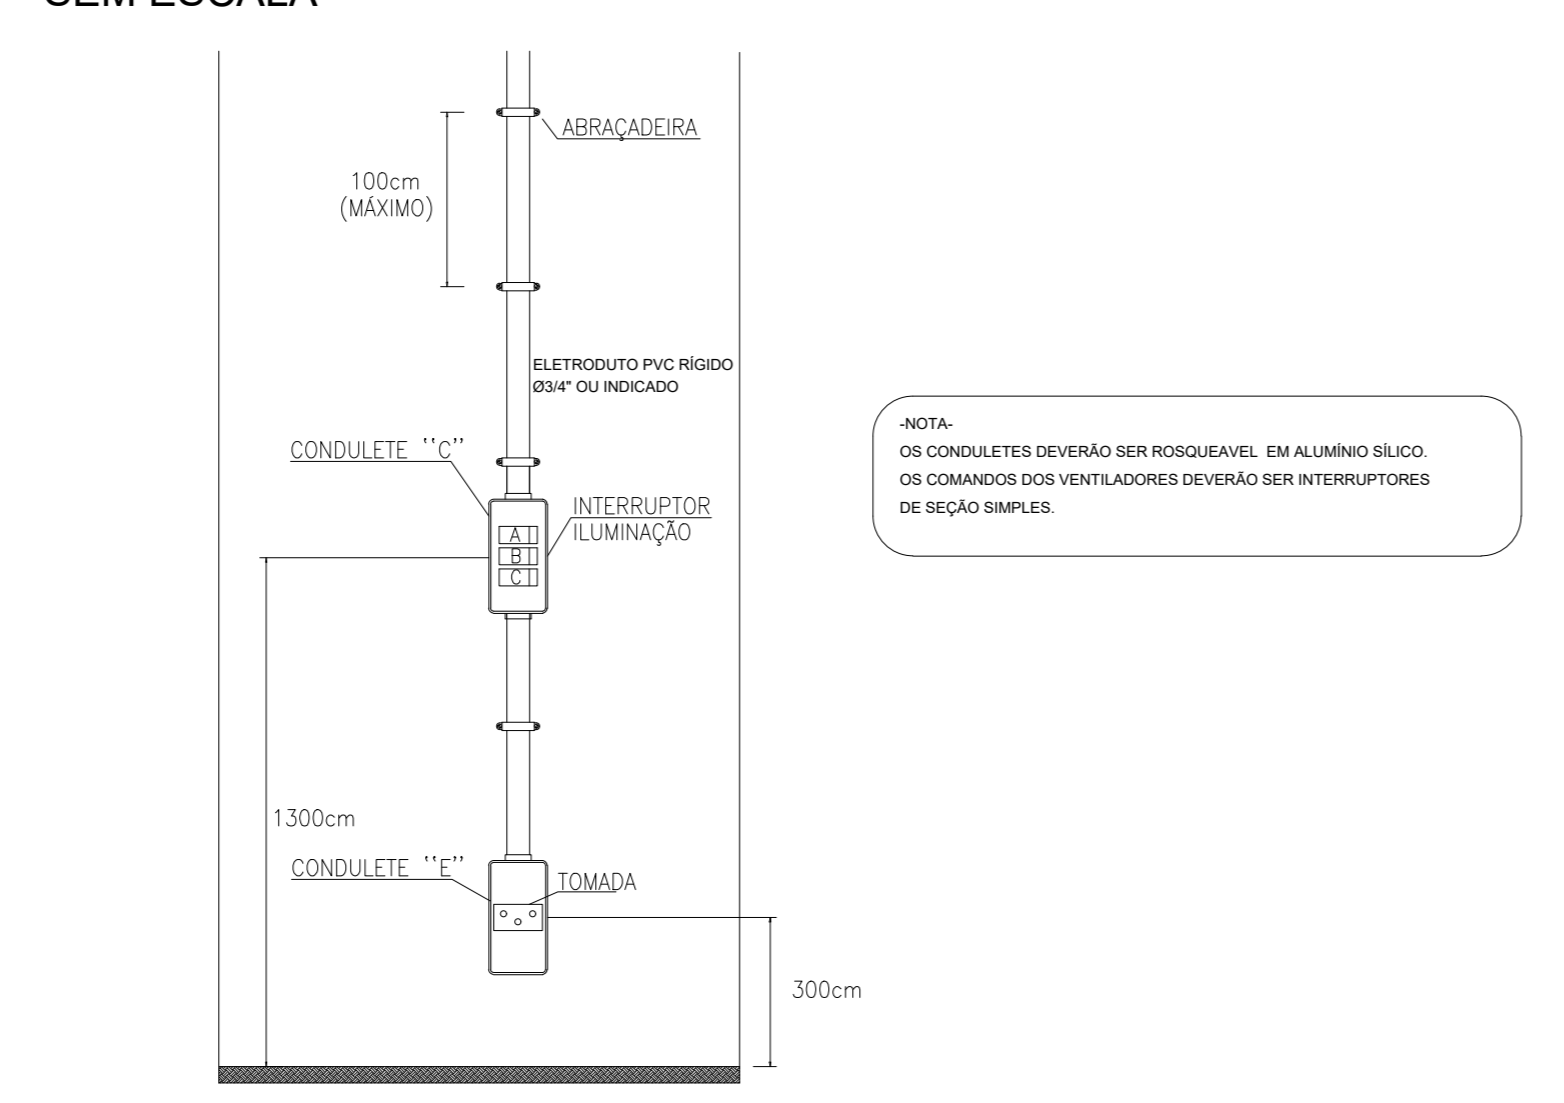 SEM ESCALA
ABRAÇADEIRA
100cm
(MÁXIMO)
ELETRODUTO PVC RÍGIDO
Ø3/4" OU INDICADO
CONDULETE ''C''
INTERRUPTOR
ILUMINAÇÃO
A
B
C
1300cm
CONDULETE ''E''
TOMADA
300cm
-NOTA-
OS CONDULETES DEVERÃO SER ROSQUEAVEL EM ALUMÍNIO SÍLICO.
OS COMANDOS DOS VENTILADORES DEVERÃO SER INTERRUPTORES
DE SEÇÃO SIMPLES.